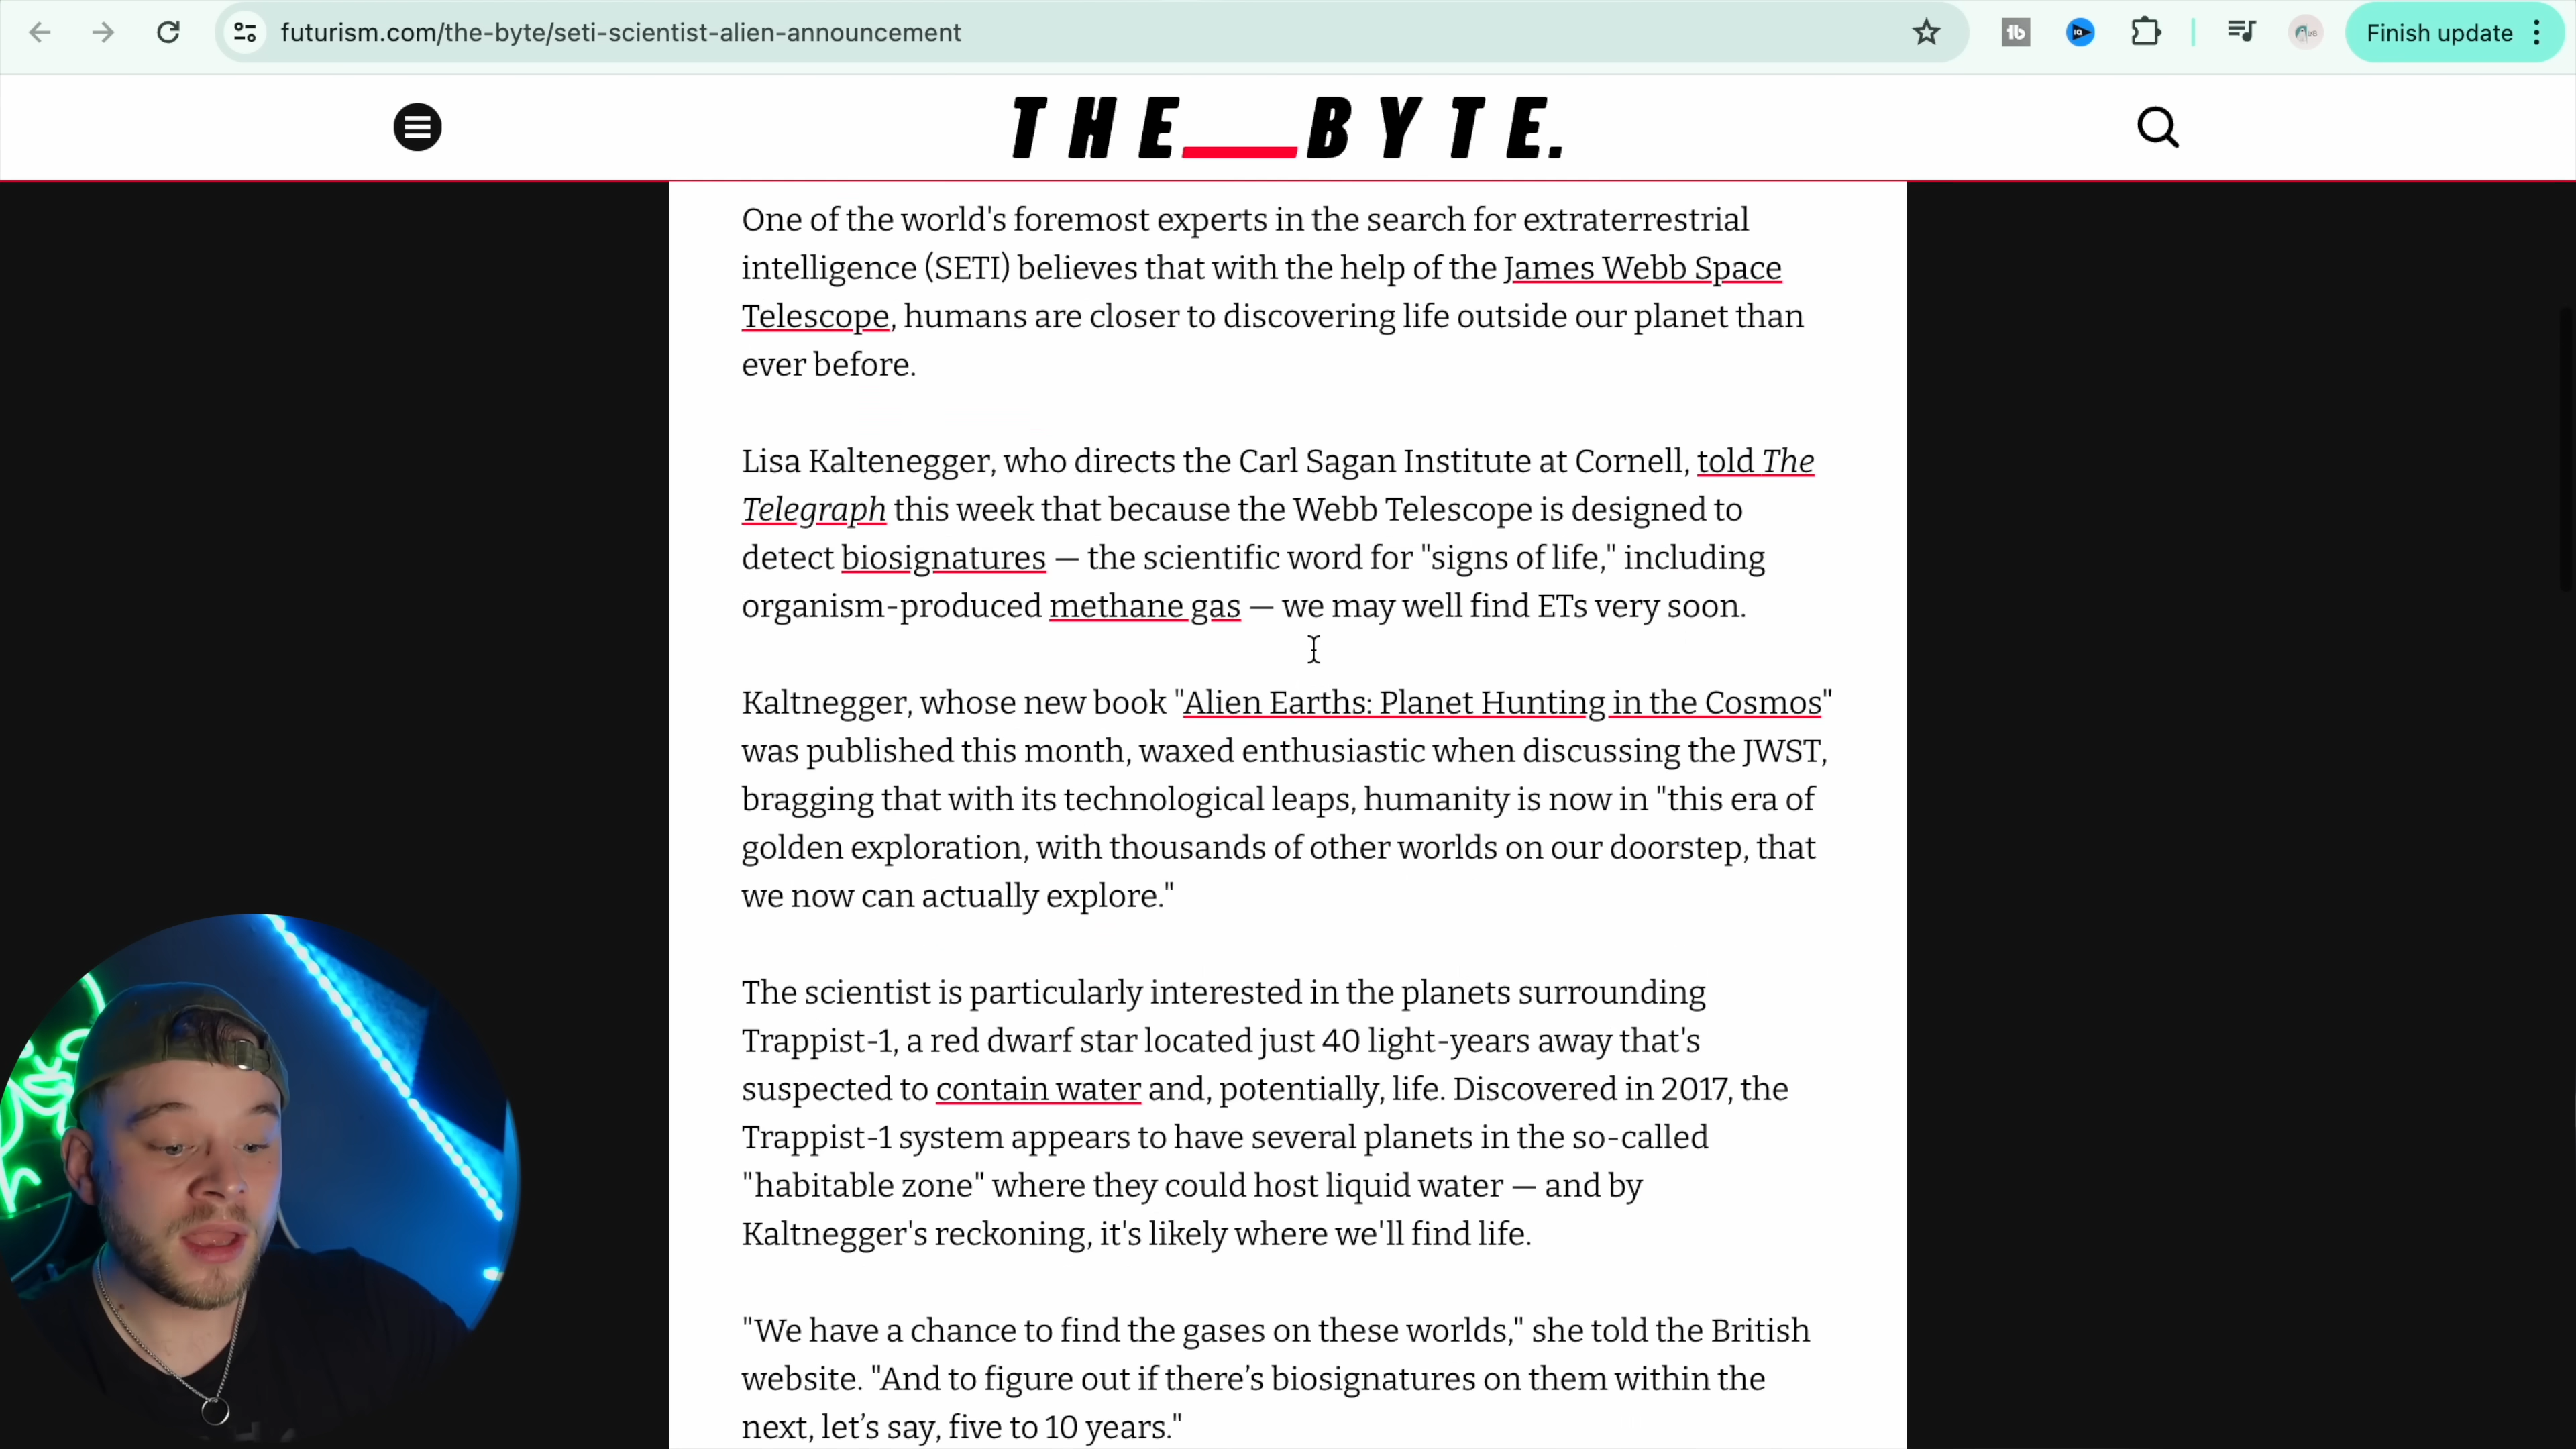 futurism.com/the-byte/seti-scientist-alien-announcement
Finish update
THE__BYTE.
One of the world's foremost experts in the search for extraterrestrial
intelligence (SETI) believes that with the help of the James Webb Space
Telescope, humans are closer to discovering life outside our planet than
ever before.
Lisa Kaltenegger, who directs the Carl Sagan Institute at Cornell, told The
Telegraph this week that because the Webb Telescope is designed to
detect biosignatures — the scientific word for "signs of life," including
organism-produced methane gas — we may well find ETs very soon.
Kaltnegger, whose new book "Alien Earths: Planet Hunting in the Cosmos"
was published this month, waxed enthusiastic when discussing the JWST,
bragging that with its technological leaps, humanity is now in "this era of
golden exploration, with thousands of other worlds on our doorstep, that
we now can actually explore."
The scientist is particularly interested in the planets surrounding
Trappist-1, a red dwarf star located just 40 light-years away that's
suspected to contain water and, potentially, life. Discovered in 2017, the
Trappist-1 system appears to have several planets in the so-called
"habitable zone" where they could host liquid water — and by
Kaltnegger's reckoning, it's likely where we'll find life.
"We have a chance to find the gases on these worlds," she told the British
website. "And to figure out if there’s biosignatures on them within the
next, let’s say, five to 10 years."